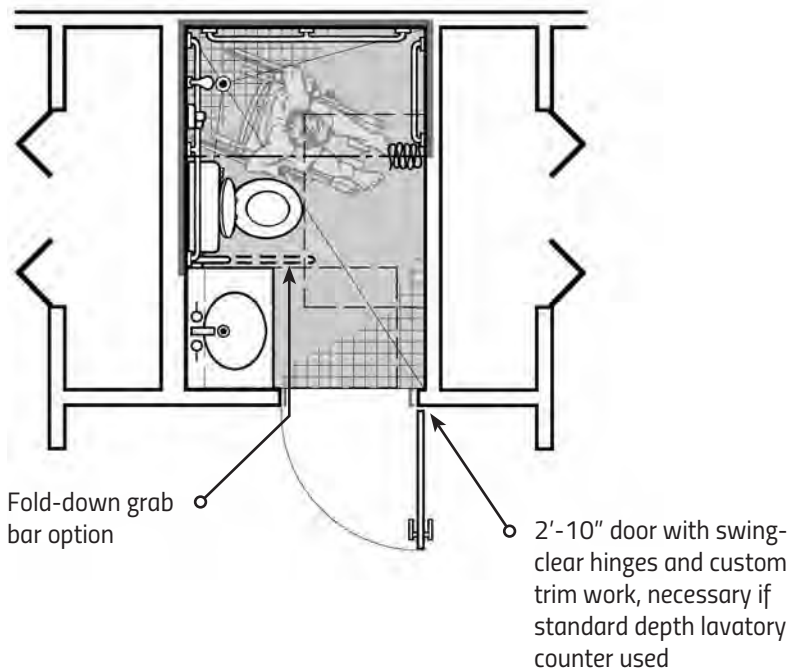 Fold-down grab
bar option
2’-10” door with swing-
clear hinges and custom
trim work, necessary if
standard depth lavatory
counter used